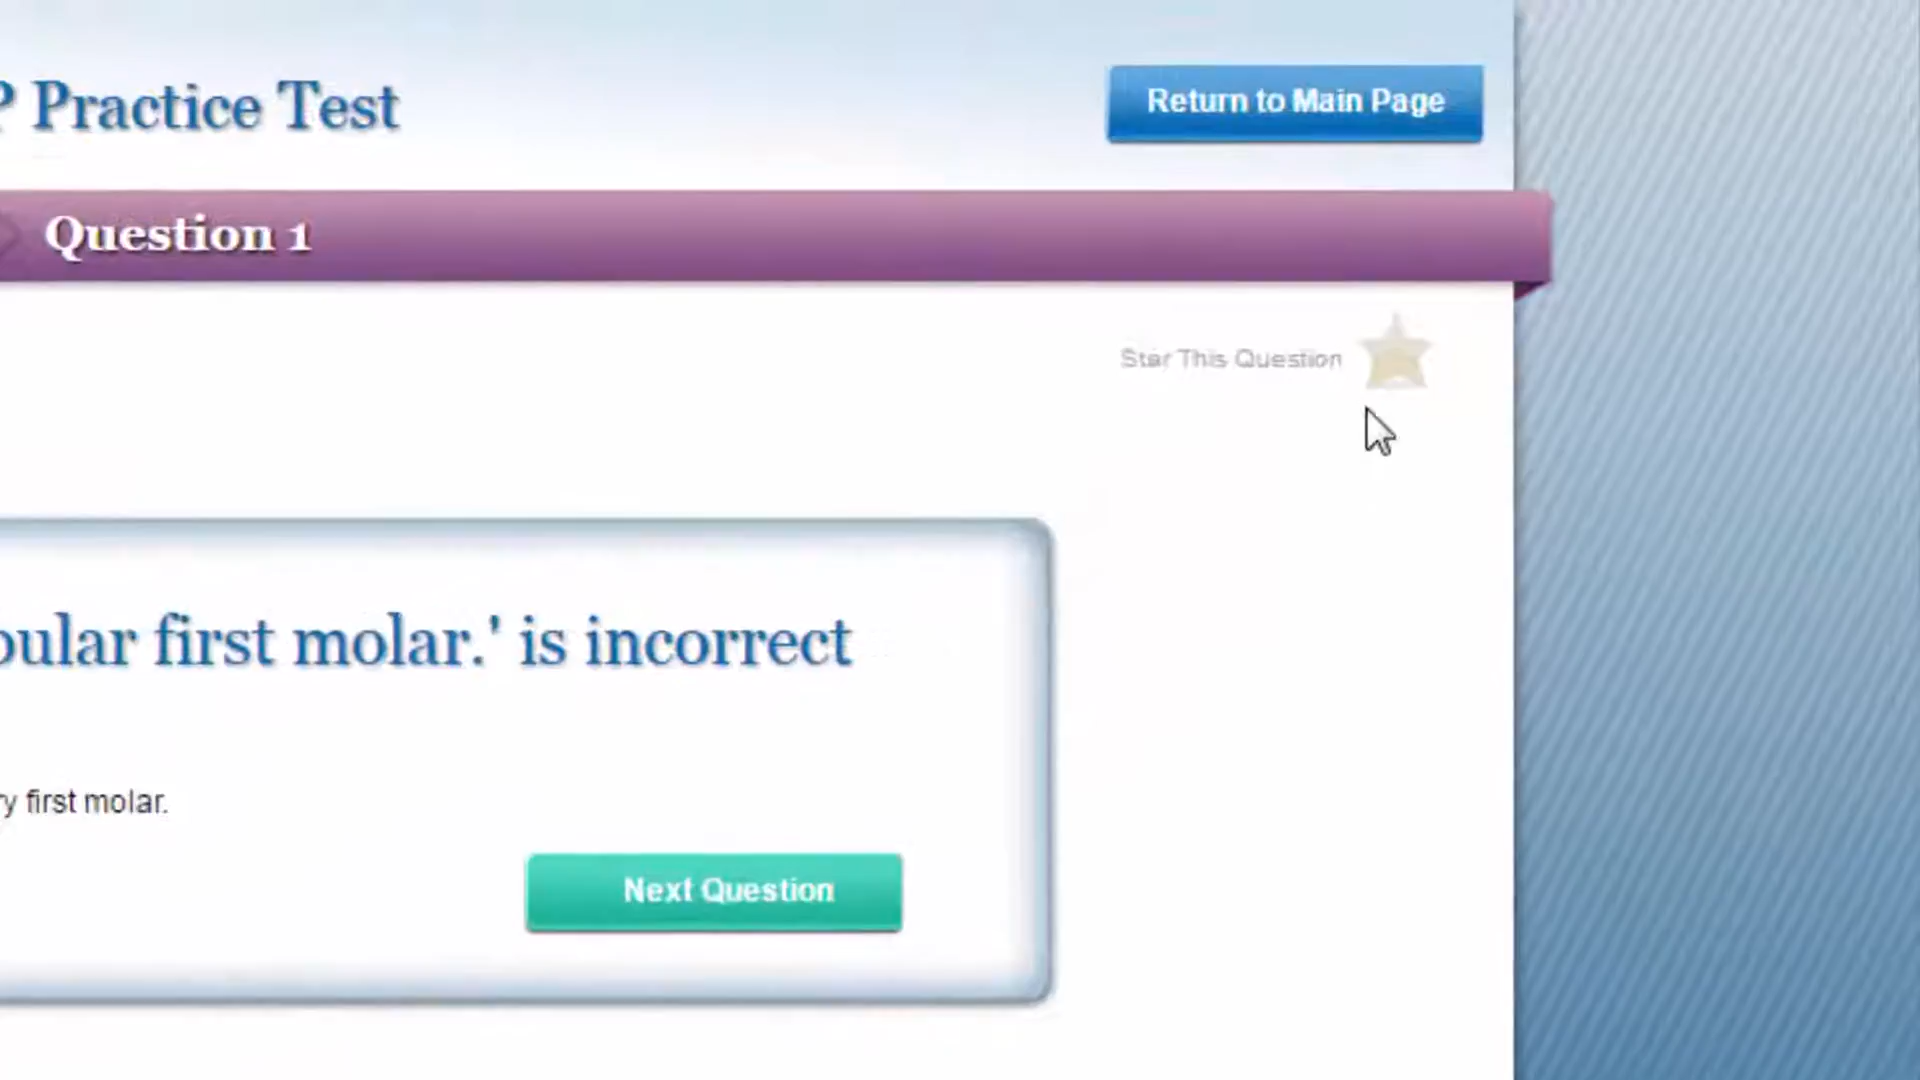 Practice Test
Return to Main Page
Question 1
Star This Question
first molar.' is incorrect
first molar.
Next Question